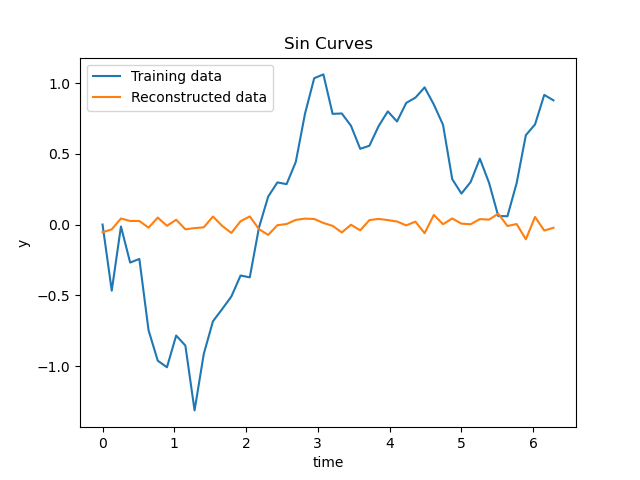 Sin Curves
Training data
Reconstructed data
1.0
0.5
0.0
−0.5
−1.0
y
0 1 2 3 4 5 6
time